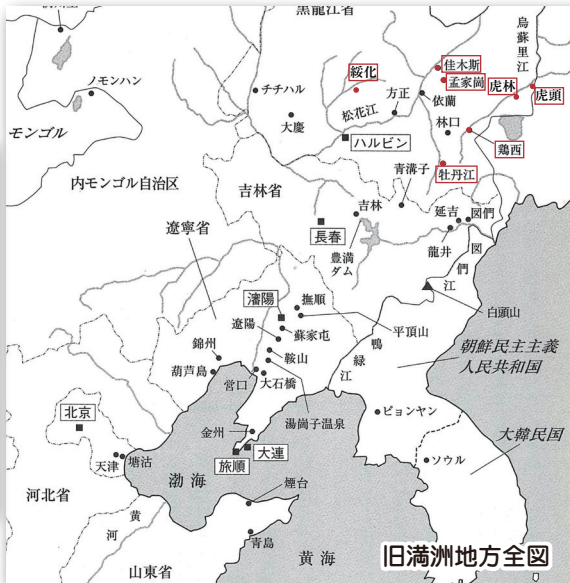 黒龍江省
烏蘇里江
ノモンハン
チチハル
綏化
佳木斯
孟家崗
虎林
虎頭
大慶
松花江
方正
依蘭
林口
モンゴル
ハルビン
鶏西
内モンゴル自治区
青溝子
牡丹江
吉林省
吉林
延吉
図們
長春
遼寧省
豊満
ダム
龍井
図們江
白頭山
瀋陽
撫順
遼陽
蘇家屯
平頂山
錦州
鞍山
鴨緑江
朝鮮民主主義
人民共和国
葫芦島
営口
大石橋
湯崗子温泉
北京
金州
ピョンヤン
大韓民国
天津
塘沽
大連
旅順
ソウル
渤海
河北省
煙台
黄河
青島
山東省
黄海
旧満洲地方全図